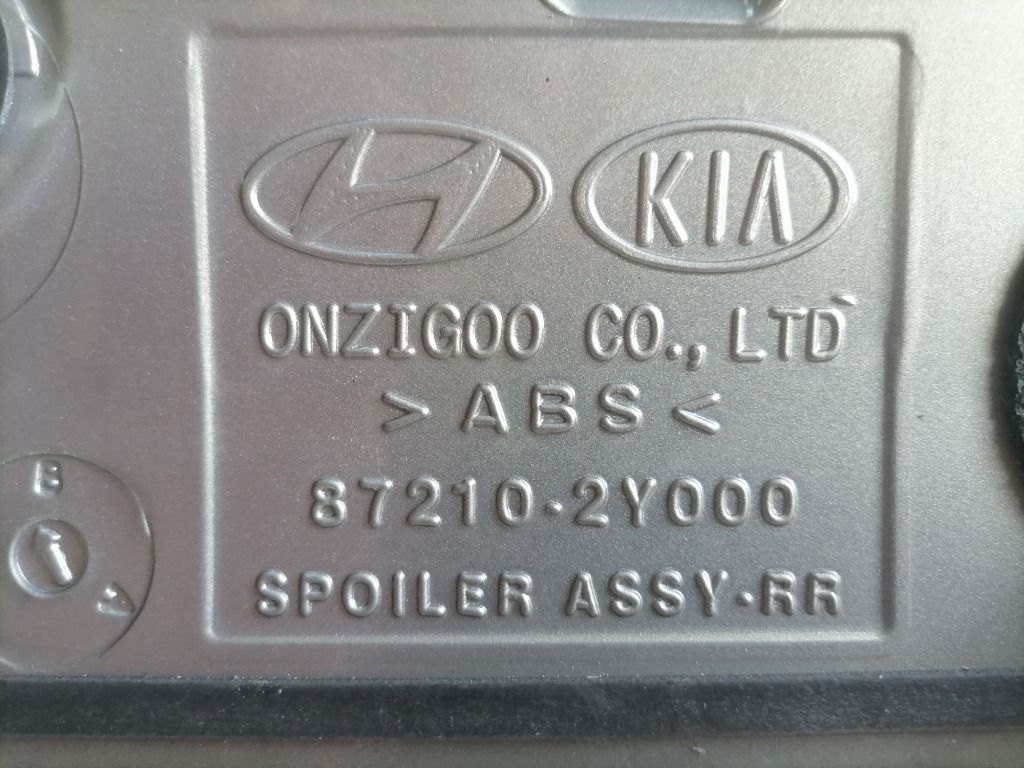 KIA
ONZIGOO CO., LTD
>ABS<
87210-2Y000
SPOILER ASSY-RR
B